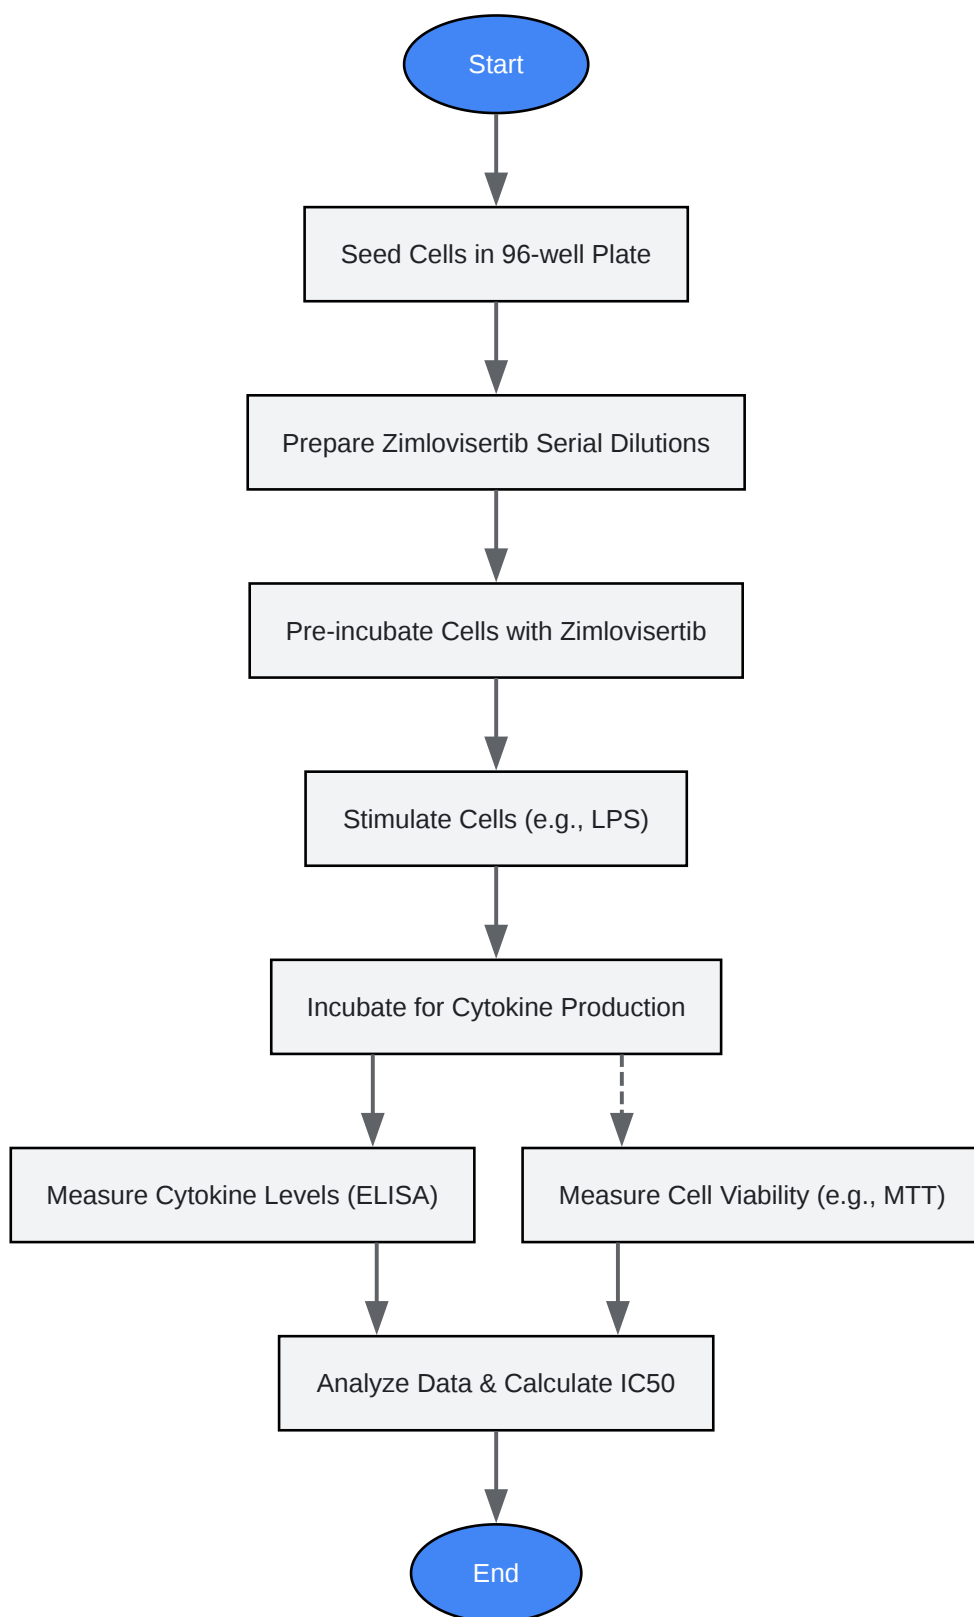 Start
Seed Cells in 96-well Plate
Prepare Zimlovisertib Serial Dilutions
Pre-incubate Cells with Zimlovisertib
Stimulate Cells (e.g., LPS)
Incubate for Cytokine Production
Measure Cytokine Levels (ELISA)
Measure Cell Viability (e.g., MTT)
Analyze Data & Calculate IC50
End